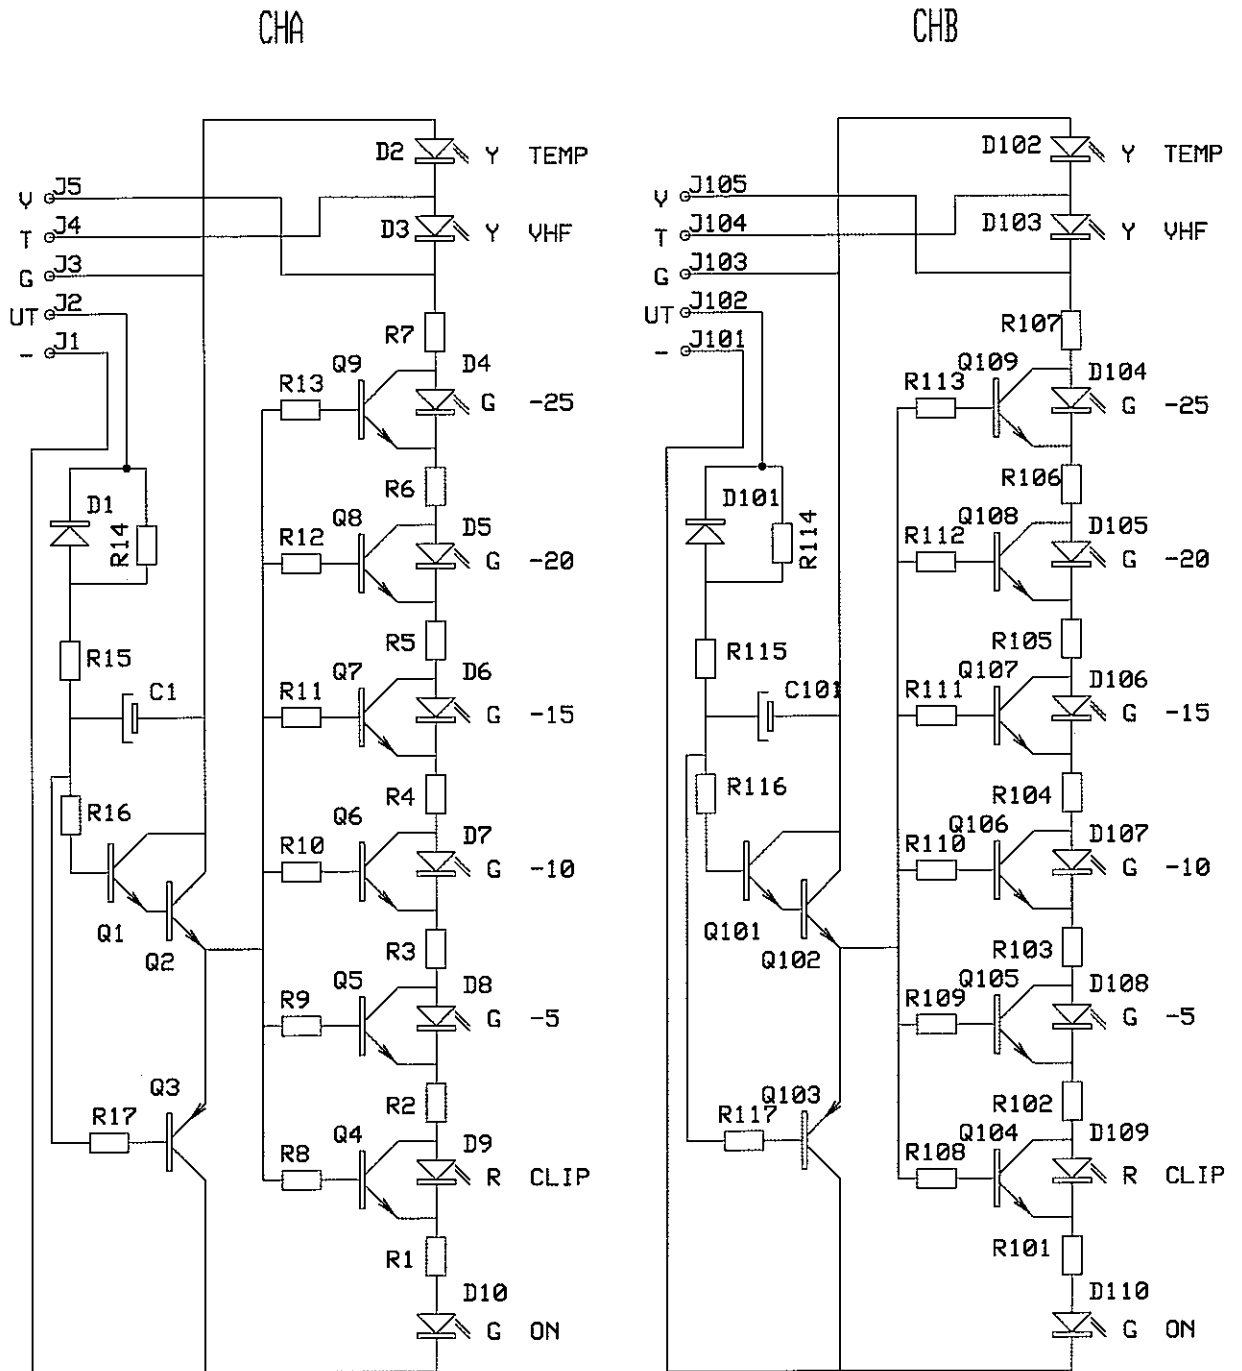 CHA
CHB
D2 Y TEMP
V J5
T J4
D3 Y VHF
G J3
UT J2
- J1
R7
Q9
D4
R13
G -25
R6
D1
R14
Q8
D5
R12
G -20
R5
R15
Q7
D6
R11
C1
G -15
R4
R16
Q6
D7
R10
G -10
Q1
Q2
R3
Q5
D8
R9
G -5
Q3
R2
R17
Q4
D9
R8
R CLIP
R1
D10
G ON
D102 Y TEMP
V J105
T J104
D103 Y VHF
G J103
UT J102
- J101
R107
Q109
D104
R113
G -25
R106
D101
R114
Q108
D105
R112
G -20
R105
R115
Q107
D106
R111
C101
G -15
R104
R116
Q106
D107
R110
G -10
Q101
Q102
R103
Q105
D108
R109
G -5
Q103
R102
R117
Q104
D109
R108
R CLIP
R101
D110
G ON